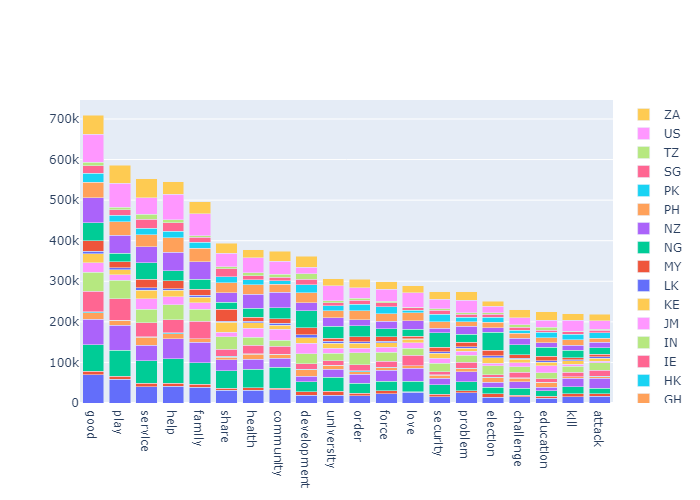 700k
600k
500k
400k
300k
200k
100k
0
good
play
service
help
family
share
health
community
development
university
order
force
love
security
problem
election
challenge
education
kill
attack
ZA
US
TZ
SG
PK
PH
NZ
NG
MY
LK
KE
JM
IN
IE
HK
GH